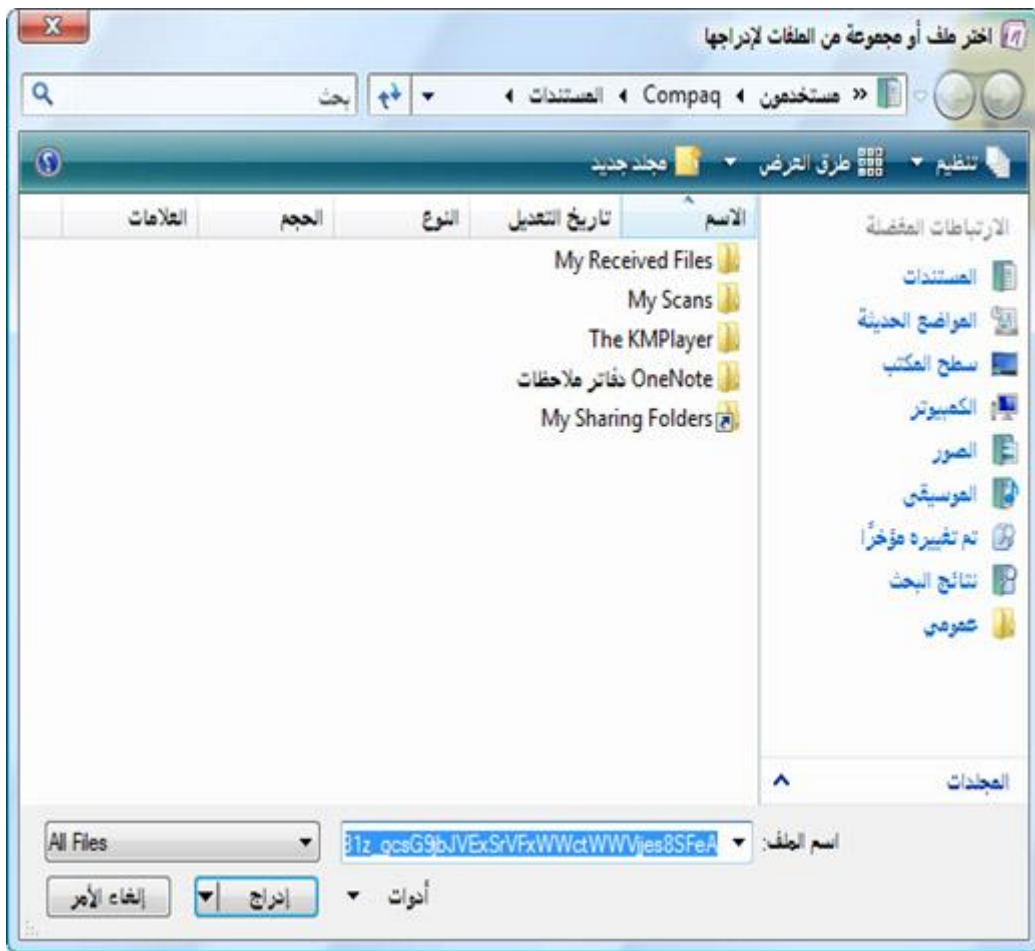 اختر ملف أو مجموعة من الملفات لإدراجها
» مستخدمون Compaq المستندات بحث
تنظيم طرق العرض مجلد جديد
الارتباطات المفضلة
المستندات
المواضع الحديثة
سطح المكتب
الكمبيوتر
الصور
الموسيقى
تم تغييره مؤخرًا
نتائج البحث
عمومي
المجلدات
الاسم تاريخ التعديل النوع الحجم العلامات
My Received Files
My Scans
The KMPlayer
OneNote دفاتر ملاحظات
My Sharing Folders
اسم الملف: All Files
أدوات إدراج إلغاء الأمر